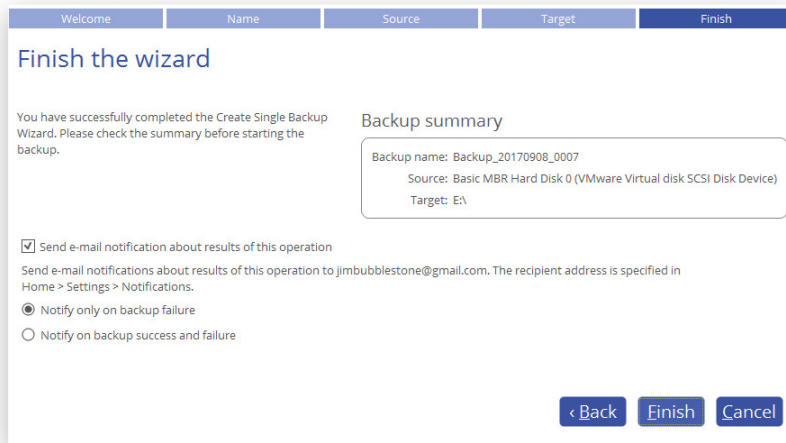 Welcome
Name
Source
Target
Finish
Finish the wizard
You have successfully completed the Create Single Backup
Wizard. Please check the summary before starting the
backup.
Backup summary
Backup name: Backup_20170908_0007
Source: Basic MBR Hard Disk 0 (VMware Virtual disk SCSI Disk Device)
Target: E:\
Send e-mail notification about results of this operation
Send e-mail notifications about results of this operation to jimbubblestone@gmail.com. The recipient address is specified in
Home > Settings > Notifications.
Notify only on backup failure
Notify on backup success and failure
‹ Back
Finish
Cancel